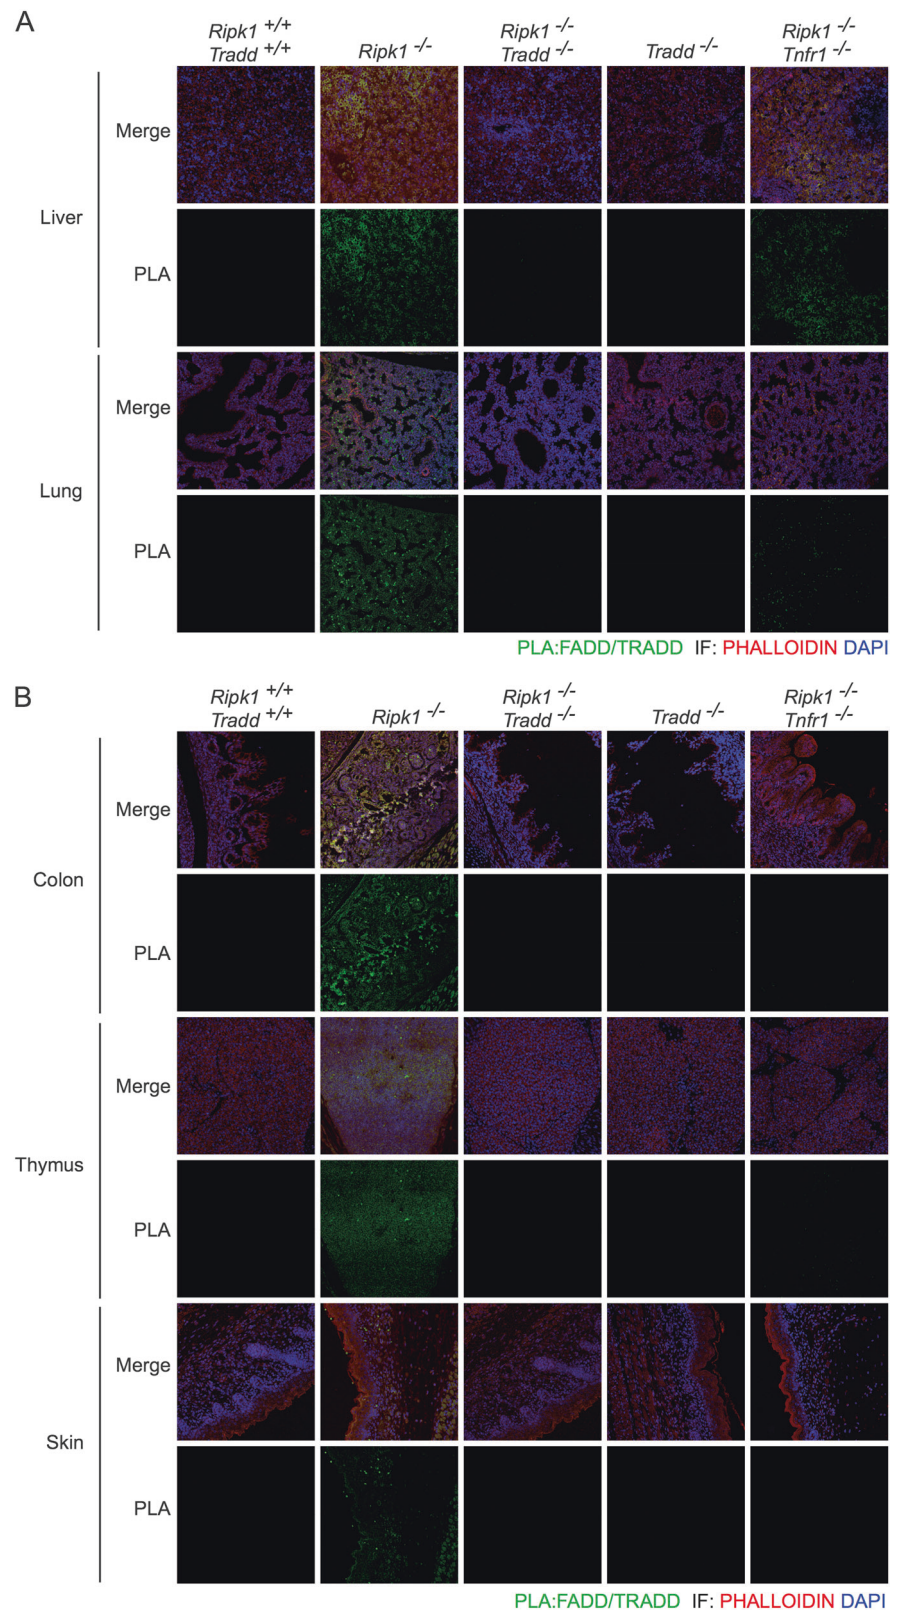 A
Ripk1 +/+ Ripk1 -/- Ripk1 -/-
Tradd +/+ Ripk1 -/- Tradd -/- Tradd -/- Tnfr1 -/-
Merge
Liver
PLA
Merge
Lung
PLA
PLA:FADD/TRADD IF: PHALLOIDIN DAPI
B
Ripk1 +/+ Ripk1 -/- Ripk1 -/-
Tradd +/+ Ripk1 -/- Tradd -/- Tradd -/- Tnfr1 -/-
Merge
Colon
PLA
Merge
Thymus
PLA
Merge
Skin
PLA
PLA:FADD/TRADD IF: PHALLOIDIN DAPI